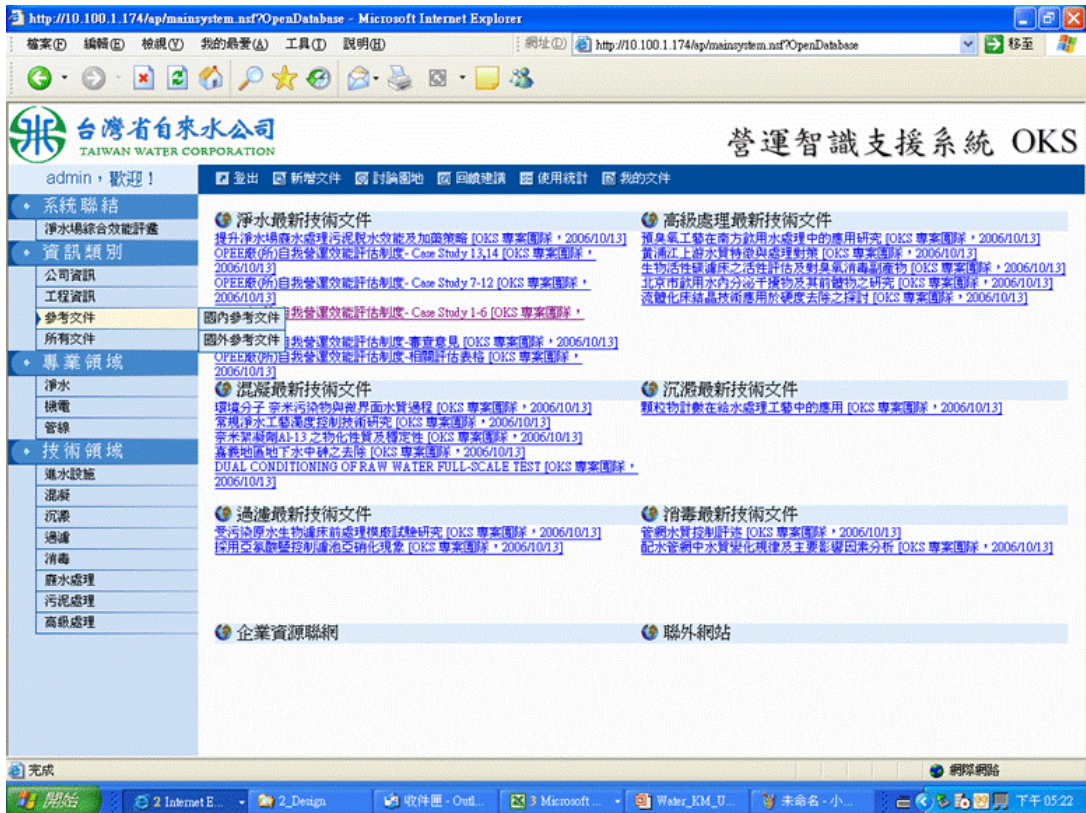 http://10.100.1.174/ap/mainsystem.nsf?OpenDatabase - Microsoft Internet Explorer
檔案(F) 編輯(E) 檢視(V) 我的最愛(A) 工具(T) 說明(H) 網址(D) http://10.100.1.174/ap/mainsystem.nsf?OpenDatabase 移至
台灣省自來水公司
TAIWAN WATER CORPORATION
營運智識支援系統 OKS
admin,歡迎!
登出 新增文件 討論園地 回饋建議 使用統計 我的文件
系統聯結
淨水場綜合效能評鑑
資訊類別
公司資訊
工程資訊
參考文件
國內參考文件
國外參考文件
所有文件
專業領域
淨水
機電
管線
技術領域
進水設施
混凝
沉澱
過濾
消毒
廢水處理
污泥處理
高級處理
淨水最新技術文件
提升淨水場廢水處理污泥脫水效能及加藥策略 [OKS 專案團隊,2006/10/13]
OPEE廠(所)自我營運效能評估制度- Case Study 13,14 [OKS 專案團隊,
2006/10/13]
OPEE廠(所)自我營運效能評估制度- Case Study 7-12 [OKS 專案團隊,
2006/10/13]
自我營運效能評估制度- Case Study 1-6 [OKS 專案團隊,
自我營運效能評估制度-審查意見 [OKS 專案團隊,2006/10/13]
OPEE廠(所)自我營運效能評估制度-相關評估表格 [OKS 專案團隊,
2006/10/13]
高級處理最新技術文件
預臭氧工藝在南方飲用水處理中的應用研究 [OKS 專案團隊,2006/10/13]
黃浦江上游水質特徵與處理對策 [OKS 專案團隊,2006/10/13]
生物活性碳濾床之活性評估及對臭氧消毒副產物 [OKS 專案團隊,2006/10/13]
北京市飲用水內分泌干擾物及其前體物之研究 [OKS 專案團隊,2006/10/13]
流體化床結晶技術應用於硬度去除之探討 [OKS 專案團隊,2006/10/13]
混凝最新技術文件
環境分子 奈米污染物與微界面水質過程 [OKS 專案團隊,2006/10/13]
常規淨水工藝濁度控制技術研究 [OKS 專案團隊,2006/10/13]
奈米絮凝劑Al-13 之物化性質及穩定性 [OKS 專案團隊,2006/10/13]
嘉義地區地下水中砷之去除 [OKS 專案團隊,2006/10/13]
DUAL CONDITIONING OF RAW WATER FULL-SCALE TEST [OKS 專案團隊,
2006/10/13]
沉澱最新技術文件
顆粒物計數在給水處理工藝中的應用 [OKS 專案團隊,2006/10/13]
過濾最新技術文件
受污染原水生物濾床前處理模廠試驗研究 [OKS 專案團隊,2006/10/13]
採用亞氯酸鹽控制濾池亞硝化現象 [OKS 專案團隊,2006/10/13]
消毒最新技術文件
管網水質控制評述 [OKS 專案團隊,2006/10/13]
配水管網中水質變化規律及主要影響因素分析 [OKS 專案團隊,2006/10/13]
企業資源聯網
聯外網站
完成
網際網路
開始 2 Internet E... 2_Design 收件匣 - Outl... 3 Microsoft ... Water_KM_U... 未命名 - 小... 下午 05:22